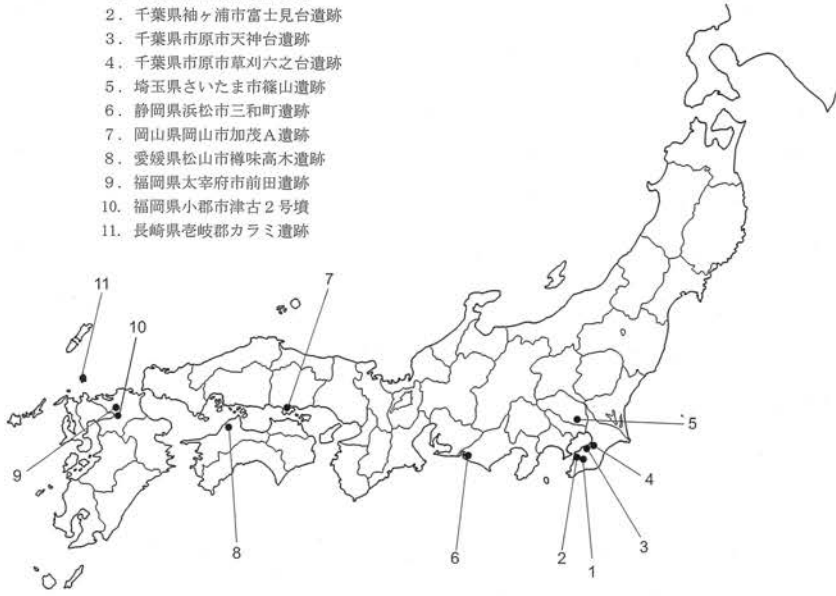 2. 千葉県袖ヶ浦市富士見台遺跡
3. 千葉県市原市天神台遺跡
4. 千葉県市原市草刈六之台遺跡
5. 埼玉県さいたま市篠山遺跡
6. 静岡県浜松市三和町遺跡
7. 岡山県岡山市加茂A遺跡
8. 愛媛県松山市樽味高木遺跡
9. 福岡県太宰府市前田遺跡
10. 福岡県小郡市津古2号墳
11. 長崎県壱岐郡カラミ遺跡
7
11
10
5
9
4
8
6
2
3
1